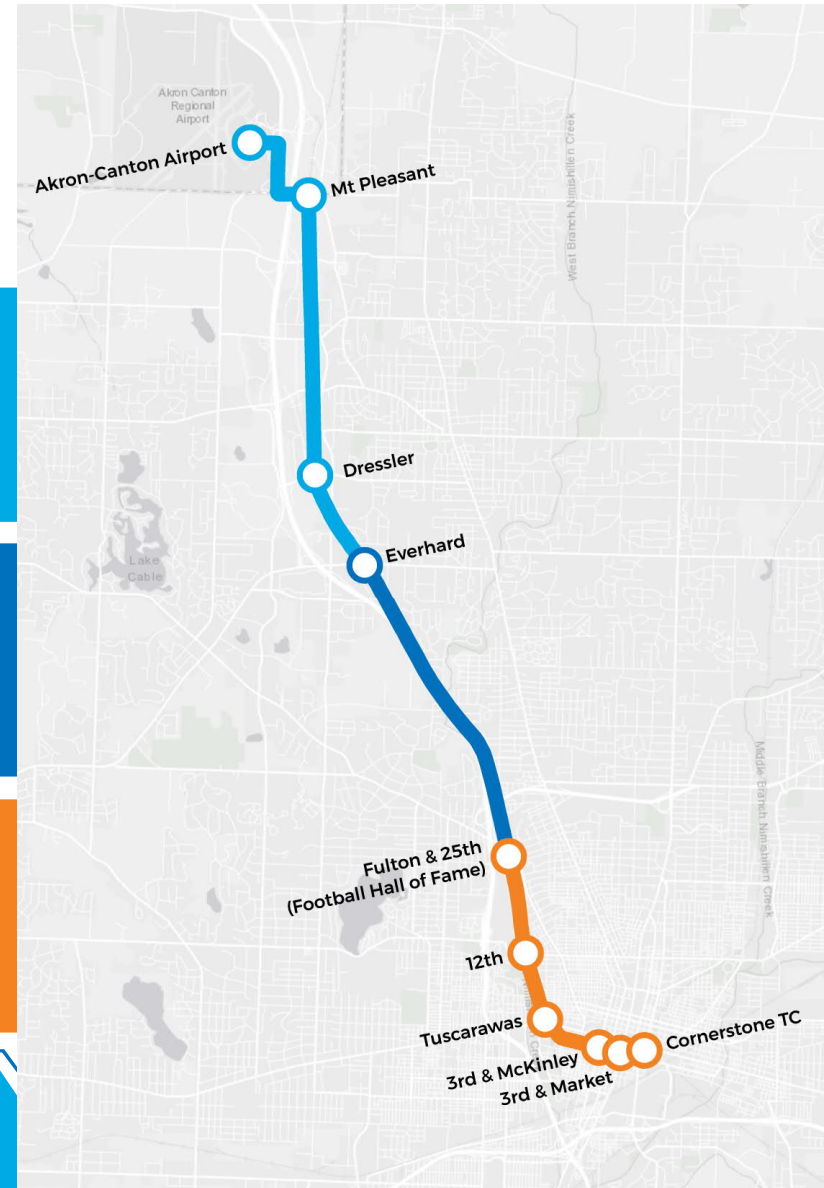 Akron Canton
Regional
Airport
Akron-Canton Airport
Mt Pleasant
West Branch Nimishillen Creek
Dressler
Everhard
Lake
Cable
Middle Branch Nimishillen Creek
Fulton & 25th
(Football Hall of Fame)
12th
Tuscarawas
Cornerstone TC
3rd & McKinley
3rd & Market